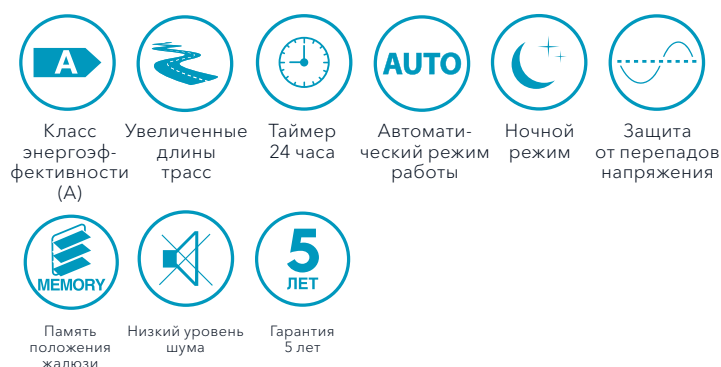 A
AUTO
Класс
энергоэф-
фективности
(A)
Увеличенные
длины
трасс
Таймер
24 часа
Автомати-
ческий режим
работы
Ночной
режим
Защита
от перепадов
напряжения
MEMORY
5
ЛЕТ
Память
положения
жалюзи
Низкий уровень
шума
Гарантия
5 лет